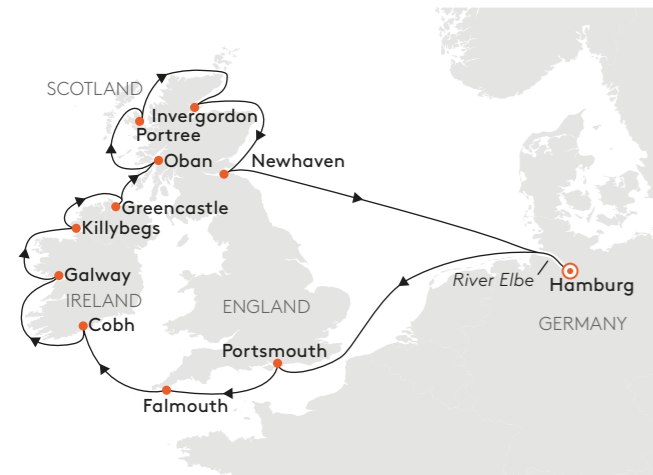 SCOTLAND
Invergordon
Portree
Oban
Newhaven
Greencastle
Killybegs
Galway
River Elbe
Hamburg
IRELAND
ENGLAND
Cobh
GERMANY
Portsmouth
Falmouth